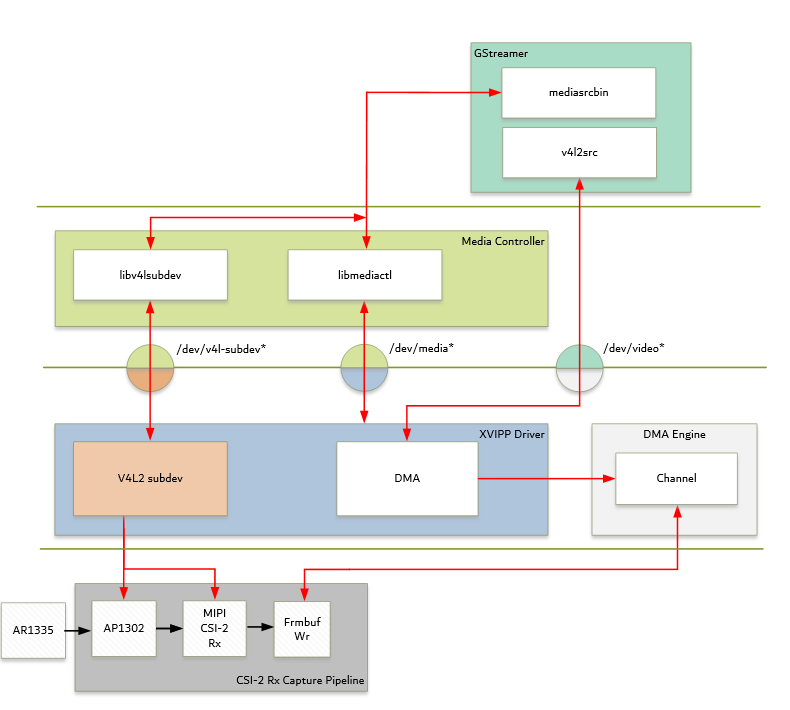 GStreamer
mediasrcbin
v4l2src
Media Controller
libv4lsubdev
libmediactl
/dev/v4l-subdev*
/dev/media*
/dev/video*
XVIPP Driver
V4L2 subdev
DMA
DMA Engine
Channel
AR1335
AP1302
MIPI
CSI-2
Rx
Frmbuf
Wr
CSI-2 Rx Capture Pipeline